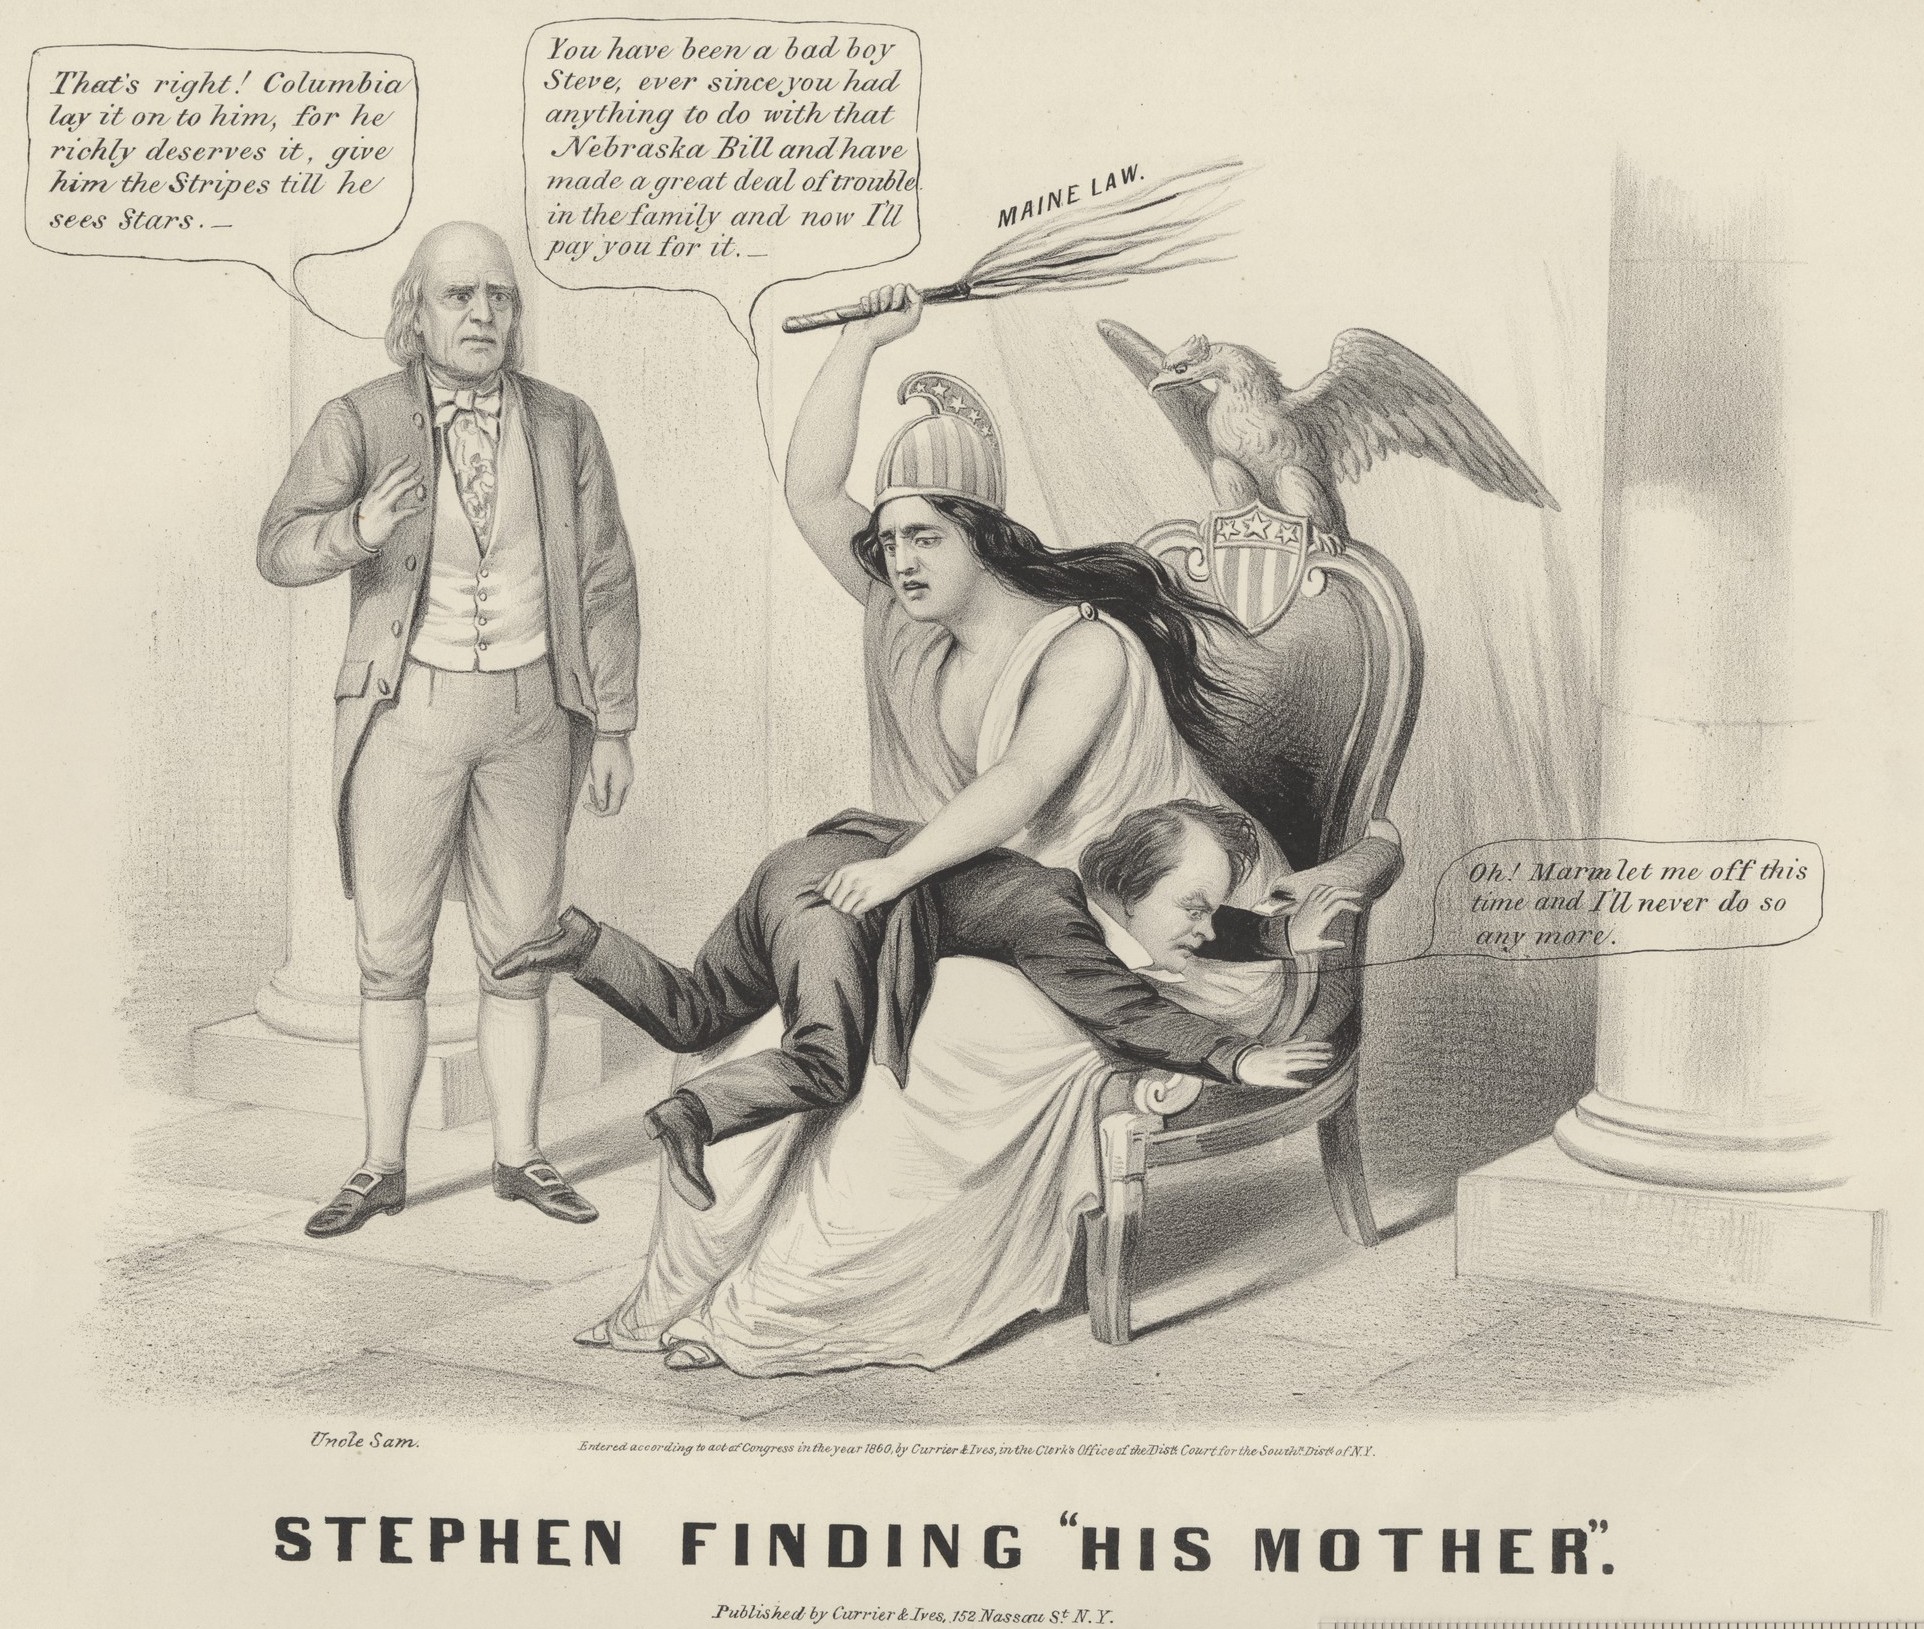 That's right! Columbia
lay it on to him, for he
richly deserves it, give
him the Stripes till he
sees Stars.—
You have been a bad boy
Steve, ever since you had
anything to do with that
Nebraska Bill and have
made a great deal of trouble
in the family and now I'll
pay you for it.—
MAINE LAW.
Oh! Marm let me off this
time and I'll never do so
any more.
Uncle Sam.
Entered according to act of Congress in the year 1860, by Currier & Ives, in the Clerk's Office of the Distt. Court for the Southn. Distt. of N.Y.
STEPHEN FINDING "HIS MOTHER".
Published by Currier & Ives, 152 Nassau St. N.Y.